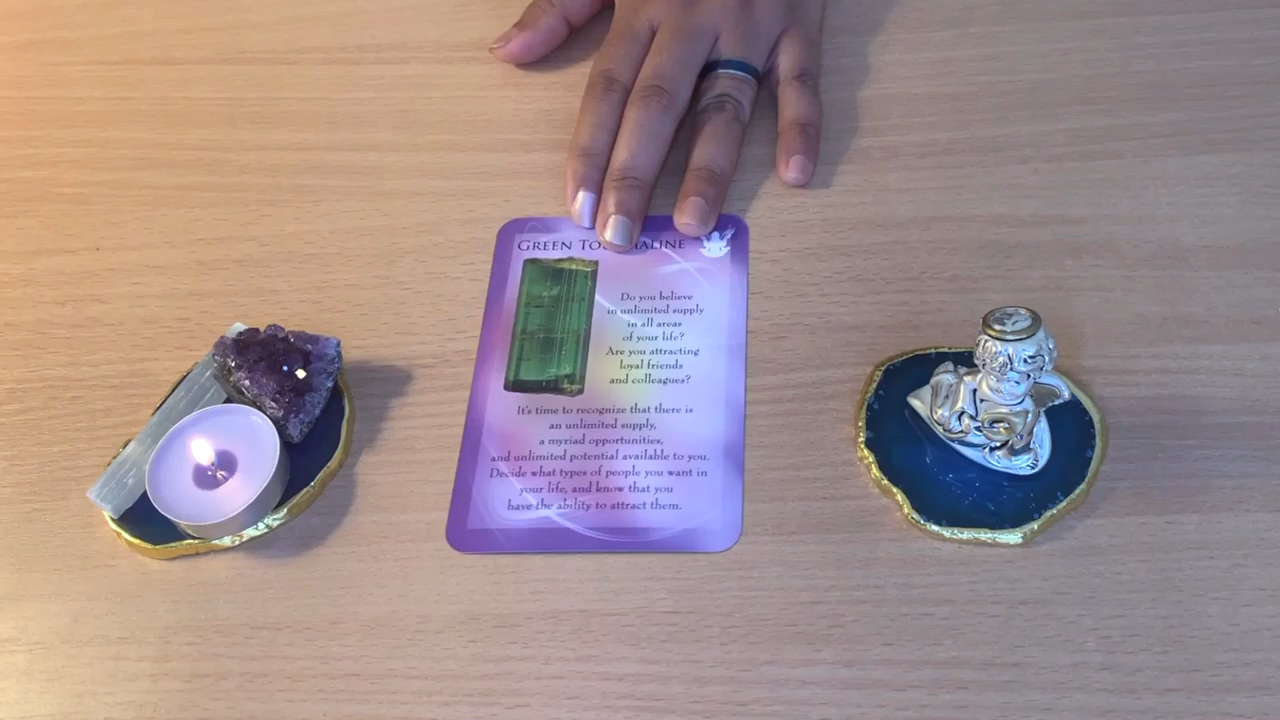 GREEN TOURMALINE
Do you believe
in unlimited supply
in all areas
of your life?
Are you attracting
loyal friends
and colleagues?
It's time to recognize that there is
an unlimited supply,
a myriad opportunities,
and unlimited potential available to you.
Decide what types of people you want in
your life, and know that you
have the ability to attract them.